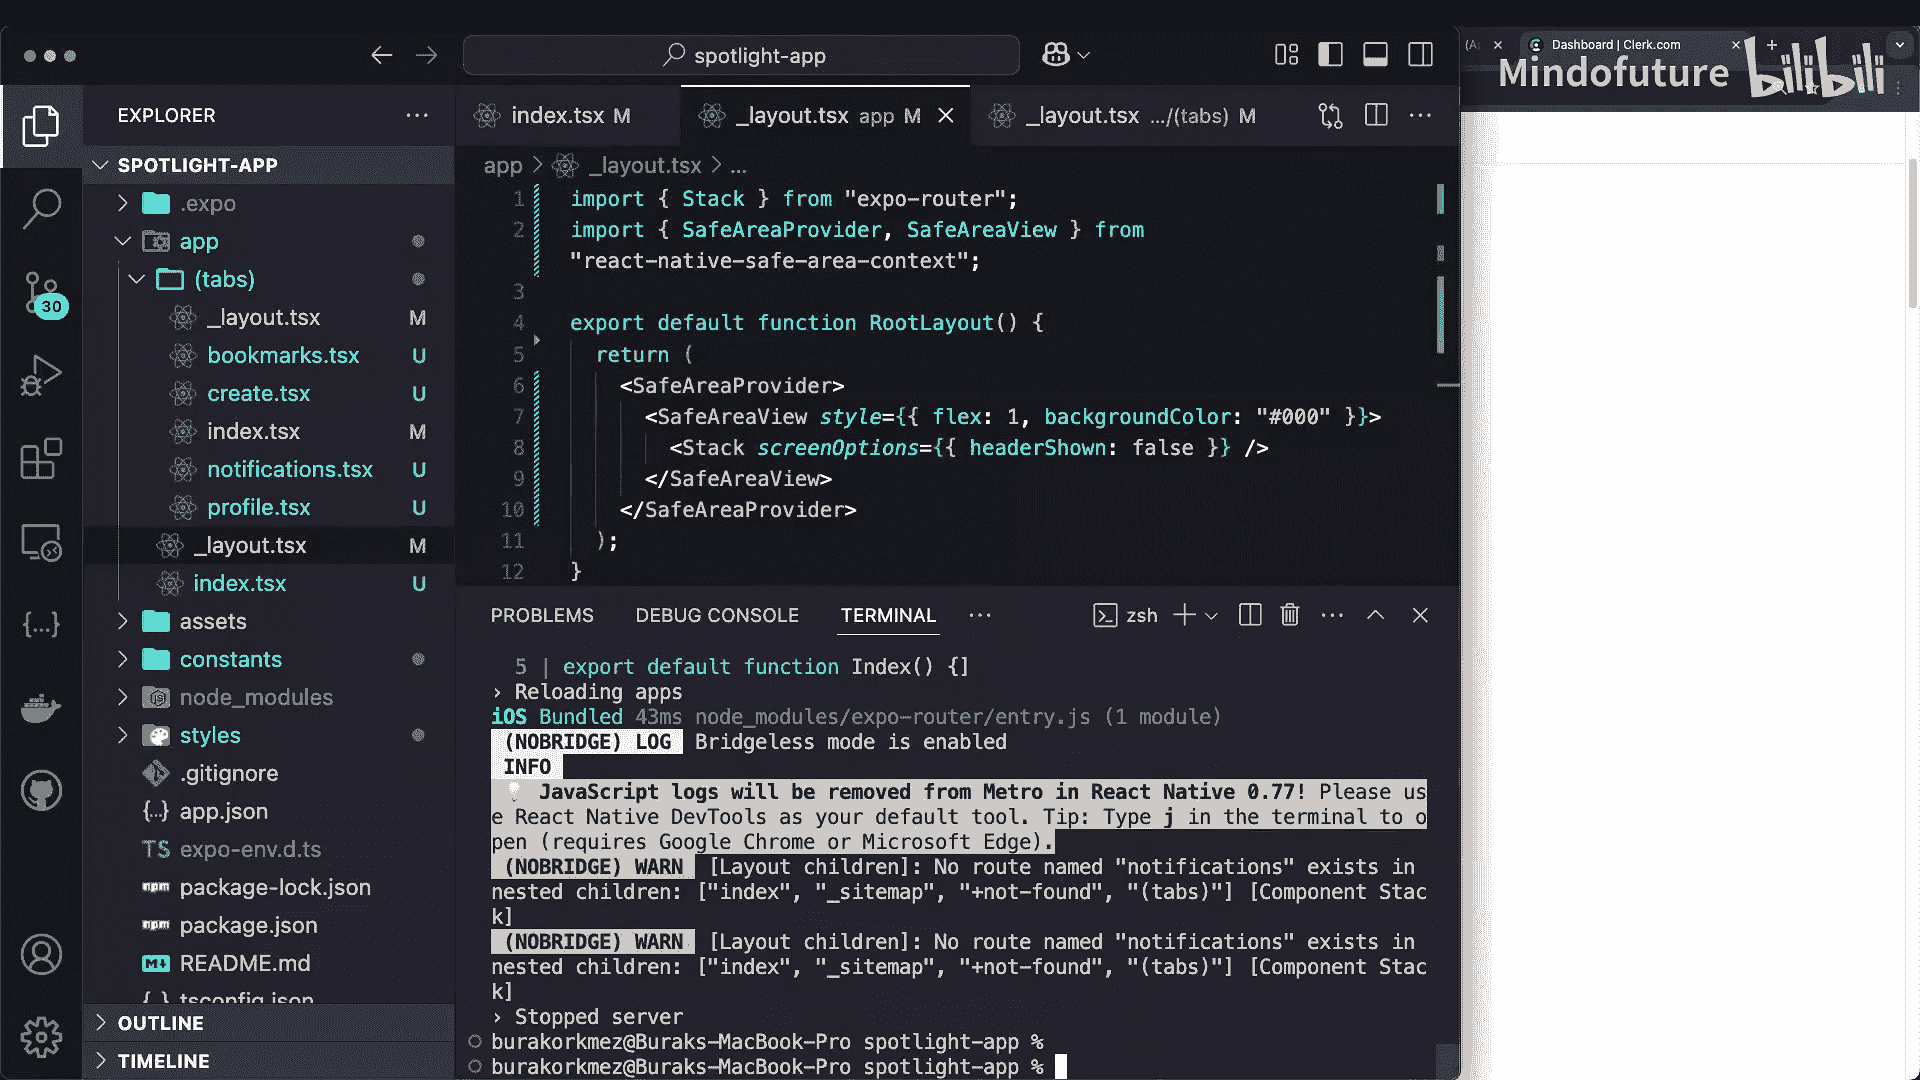 spotlight-app
Dashboard | Clerk.com
Mindofuture
bilibili
EXPLORER
index.tsx M
_layout.tsx app M
_layout.tsx .../(tabs) M
SPOTLIGHT-APP
.expo
app
(tabs)
_layout.tsx M
bookmarks.tsx U
create.tsx U
index.tsx M
notifications.tsx U
profile.tsx U
_layout.tsx M
index.tsx U
assets
constants
node_modules
styles
.gitignore
{..} app.json
TS expo-env.d.ts
package-lock.json
package.json
README.md
tsconfig.json
OUTLINE
TIMELINE
30
app > _layout.tsx > ...
1 import { Stack } from "expo-router";
2 import { SafeAreaProvider, SafeAreaView } from
"react-native-safe-area-context";
3
4 export default function RootLayout() {
5 return (
6 <SafeAreaProvider>
7 <SafeAreaView style={{ flex: 1, backgroundColor: "#000" }}>
8 <Stack screenOptions={{ headerShown: false }} />
9 </SafeAreaView>
10 </SafeAreaProvider>
11 );
12 }
PROBLEMS DEBUG CONSOLE TERMINAL ... zsh
5 | export default function Index() {]
› Reloading apps
iOS Bundled 43ms node_modules/expo-router/entry.js (1 module)
(NOBRIDGE) LOG Bridgeless mode is enabled
INFO
JavaScript logs will be removed from Metro in React Native 0.77! Please us
e React Native DevTools as your default tool. Tip: Type j in the terminal to o
pen (requires Google Chrome or Microsoft Edge).
(NOBRIDGE) WARN [Layout children]: No route named "notifications" exists in
nested children: ["index", "_sitemap", "+not-found", "(tabs)"] [Component Stac
k]
(NOBRIDGE) WARN [Layout children]: No route named "notifications" exists in
nested children: ["index", "_sitemap", "+not-found", "(tabs)"] [Component Stac
k]
› Stopped server
burakorkmez@Buraks-MacBook-Pro spotlight-app %
burakorkmez@Buraks-MacBook-Pro spotlight-app %